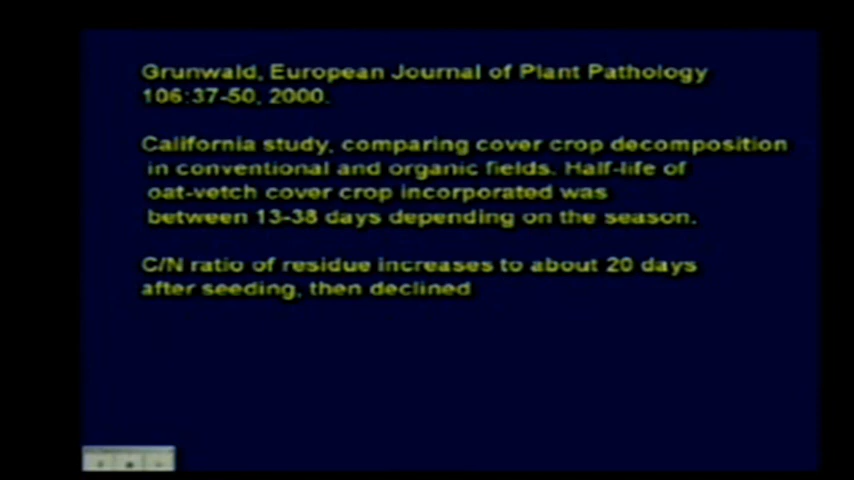 Grunwald, European Journal of Plant Pathology
106:37-50, 2000.
California study, comparing cover crop decomposition
in conventional and organic fields. Half-life of
oat-vetch cover crop incorporated was
between 13-38 days depending on the season.
C/N ratio of residue increases to about 20 days
after seeding, then declined